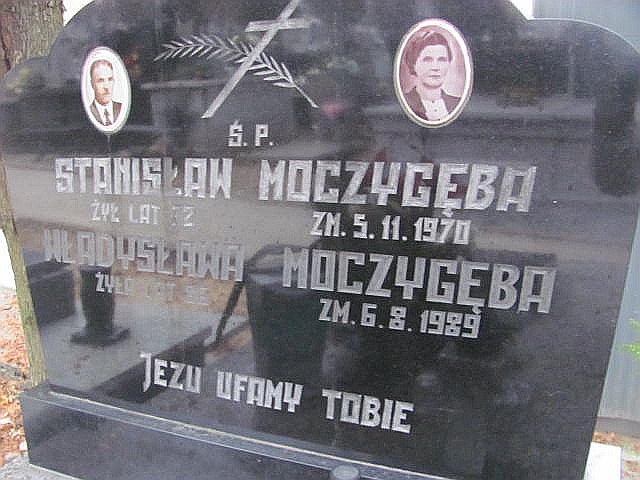 Ś. P.
STANISŁAW MOCZYGĘBA
ŻYŁ LAT ZM. 5.11.1970
WŁADYSŁAWA MOCZYGĘBA
ŻYŁA LAT ZM. 6.8.1989
JEZU UFAMY TOBIE